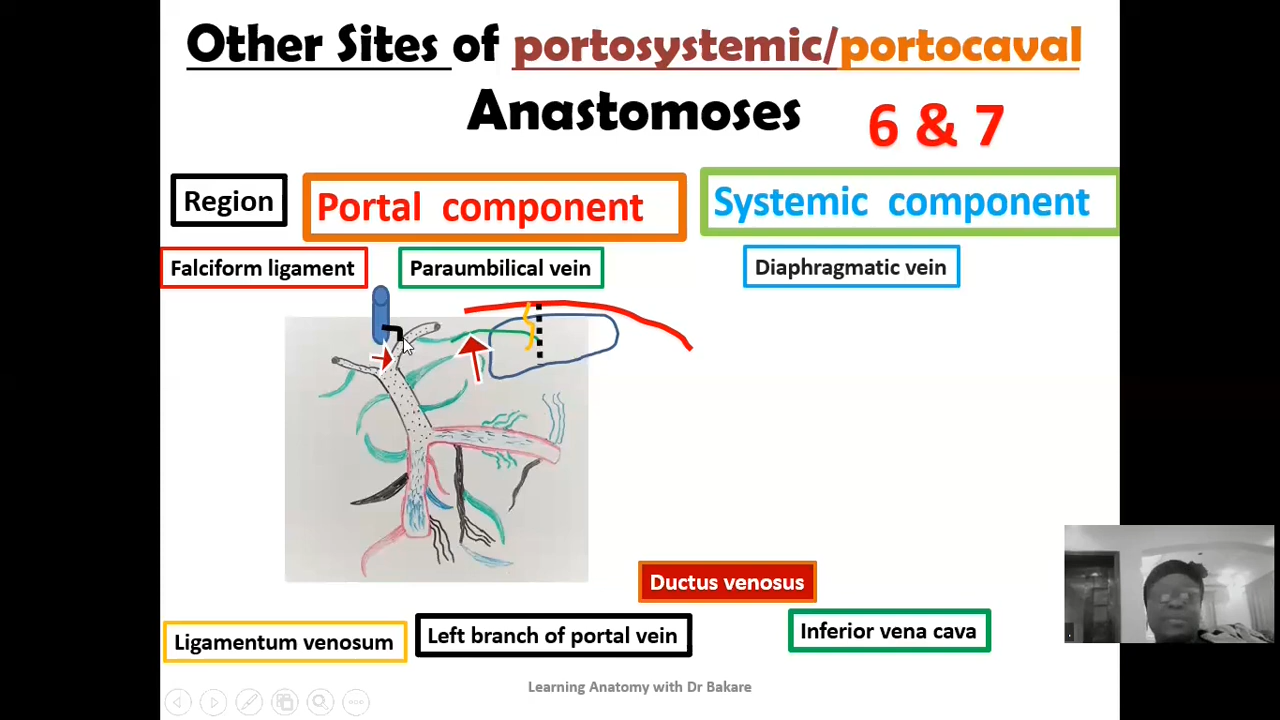 Other Sites of portosystemic/portocaval
Anastomoses 6 & 7
Region
Portal component
Systemic component
Falciform ligament
Paraumbilical vein
Diaphragmatic vein
Ductus venosus
Ligamentum venosum
Left branch of portal vein
Inferior vena cava
Learning Anatomy with Dr Bakare